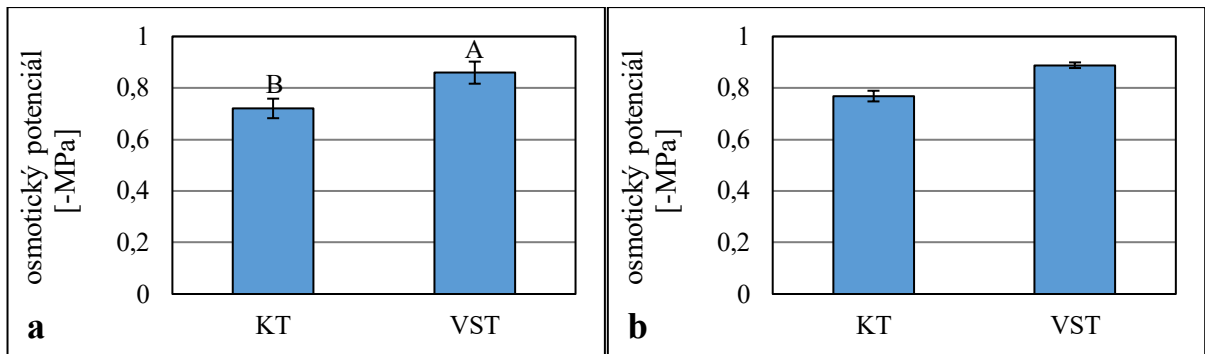 osmotický potenciál
[-MPa]
1
0,8
0,6
0,4
0,2
0
B
A
KT
VST
a
osmotický potenciál
[-MPa]
1
0,8
0,6
0,4
0,2
0
KT
VST
b